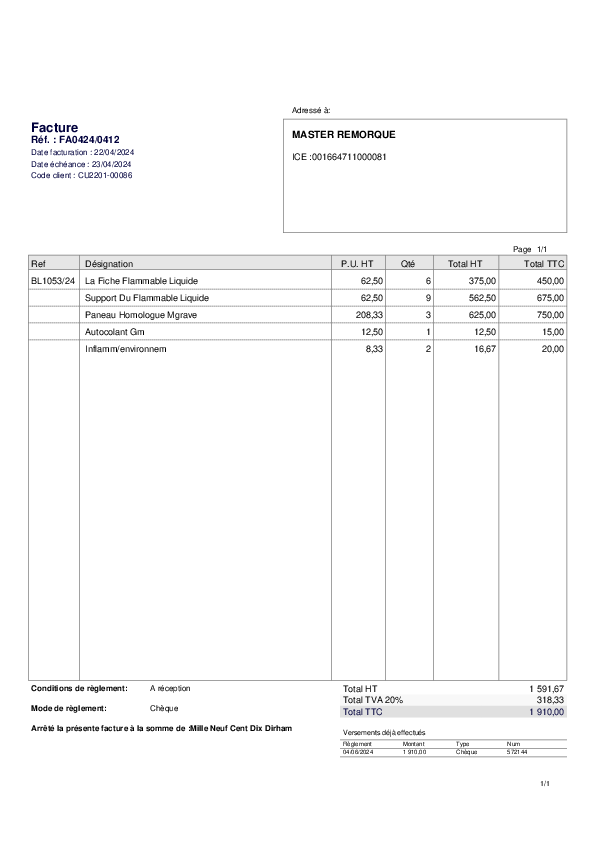 Adressé à:
Facture
Réf. : FA0424/0412
Date facturation : 22/04/2024
Date échéance : 23/04/2024
Code client : CU2201-00086
MASTER REMORQUE
ICE :001664711000081
Page 1/1
Ref Désignation P.U. HT Qté Total HT Total TTC
BL1053/24 La Fiche Flammable Liquide 62,50 6 375,00 450,00
Support Du Flammable Liquide 62,50 9 562,50 675,00
Paneau Homologue Mgrave 208,33 3 625,00 750,00
Autocolant Gm 12,50 1 12,50 15,00
Inflamm/environnem 8,33 2 16,67 20,00
Conditions de règlement: A réception
Mode de règlement: Chèque
Arrêté la présente facture à la somme de :Mille Neuf Cent Dix Dirham
Total HT 1 591,67
Total TVA 20% 318,33
Total TTC 1 910,00
Versements déjà effectués
Règlement Montant Type Num
04/06/2024 1 910,00 Chèque 572144
1/1